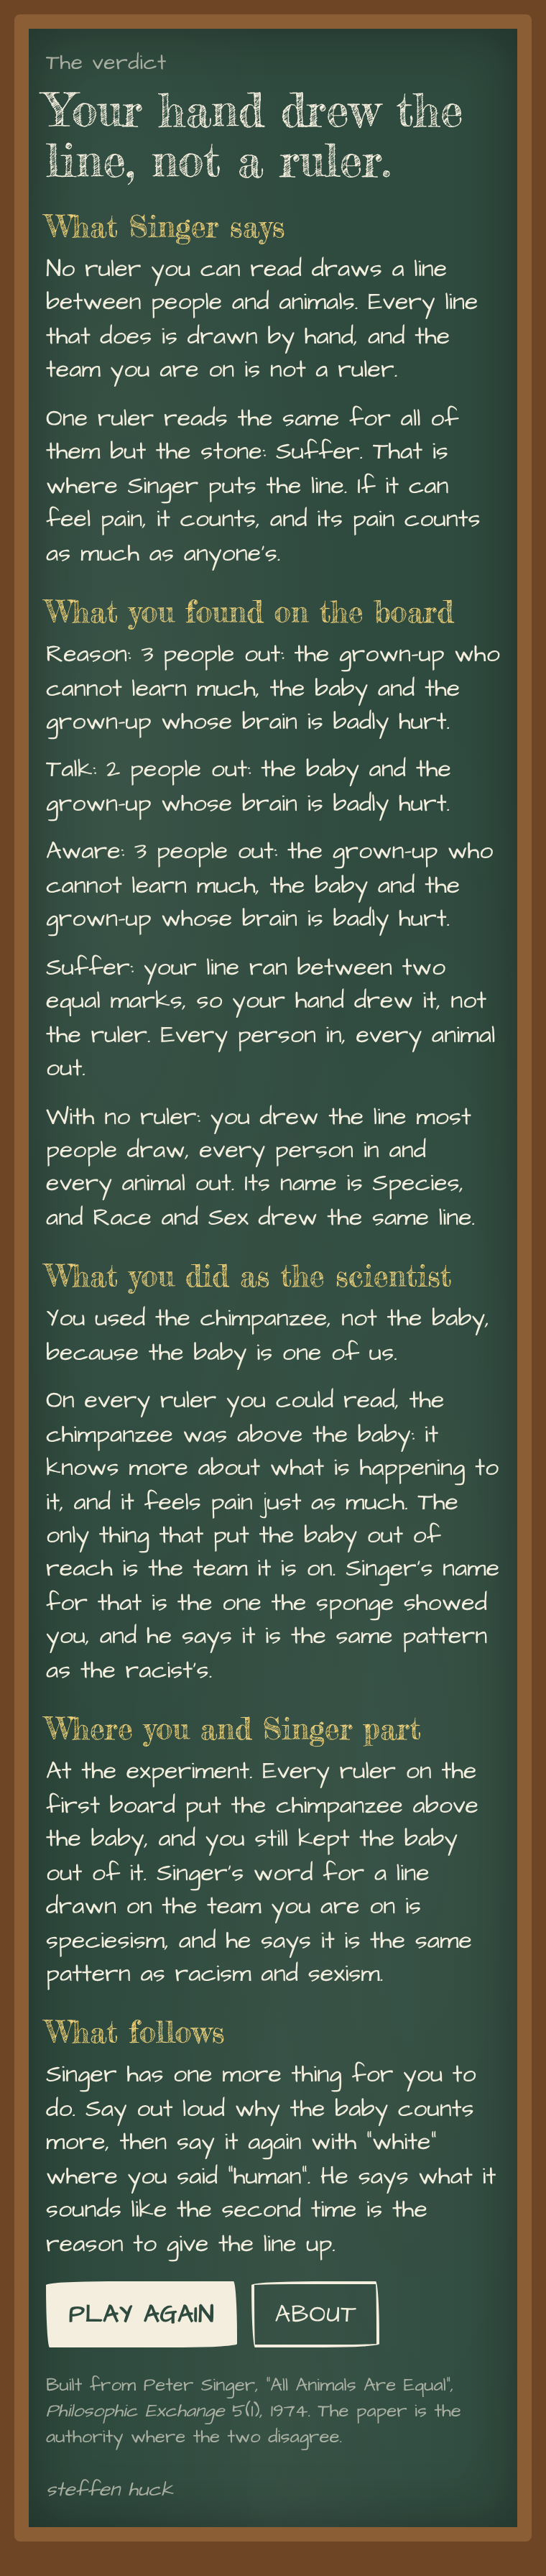 The verdict
Your hand drew the
line, not a ruler.
What Singer says
No ruler you can read draws a line
between people and animals. Every line
that does is drawn by hand, and the
team you are on is not a ruler.
One ruler reads the same for all of
them but the stone: Suffer. That is
where Singer puts the line. If it can
feel pain, it counts, and its pain counts
as much as anyone's.
What you found on the board
Reason: 3 people out: the grown-up who
cannot learn much, the baby and the
grown-up whose brain is badly hurt.
Talk: 2 people out: the baby and the
grown-up whose brain is badly hurt.
Aware: 3 people out: the grown-up who
cannot learn much, the baby and the
grown-up whose brain is badly hurt.
Suffer: your line ran between two
equal marks, so your hand drew it, not
the ruler. Every person in, every animal
out.
With no ruler: you drew the line most
people draw, every person in and
every animal out. Its name is Species,
and Race and Sex drew the same line.
What you did as the scientist
You used the chimpanzee, not the baby,
because the baby is one of us.
On every ruler you could read, the
chimpanzee was above the baby: it
knows more about what is happening to
it, and it feels pain just as much. The
only thing that put the baby out of
reach is the team it is on. Singer's name
for that is the one the sponge showed
you, and he says it is the same pattern
as the racist's.
Where you and Singer part
At the experiment. Every ruler on the
first board put the chimpanzee above
the baby, and you still kept the baby
out of it. Singer's word for a line
drawn on the team you are on is
speciesism, and he says it is the same
pattern as racism and sexism.
What follows
Singer has one more thing for you to
do. Say out loud why the baby counts
more, then say it again with "white"
where you said "human". He says what it
sounds like the second time is the
reason to give the line up.
PLAY AGAIN ABOUT
Built from Peter Singer, "All Animals Are Equal",
Philosophic Exchange 5(1), 1974. The paper is the
authority where the two disagree.
steffen huck